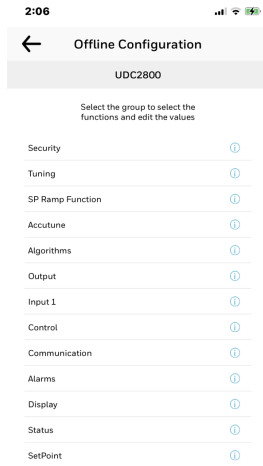 2:06
Offline Configuration
UDC2800
Select the group to select the
functions and edit the values
Security
Tuning
SP Ramp Function
Accutune
Algorithms
Output
Input 1
Control
Communication
Alarms
Display
Status
SetPoint